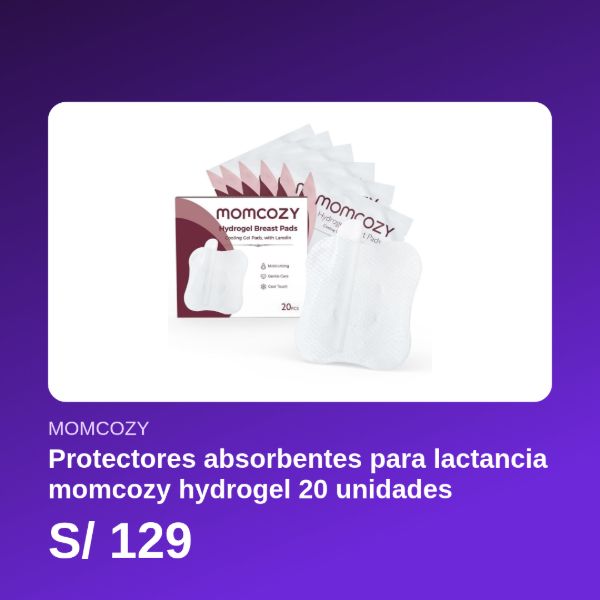 momcozy
Hydrogel Breast Pads
Cooling Gel Pads, with Lanolin
Moisturizing
Gentle Care
Cool Touch
20PCS
momcozy
MOMCOZY
Protectores absorbentes para lactancia
momcozy hydrogel 20 unidades
S/ 129